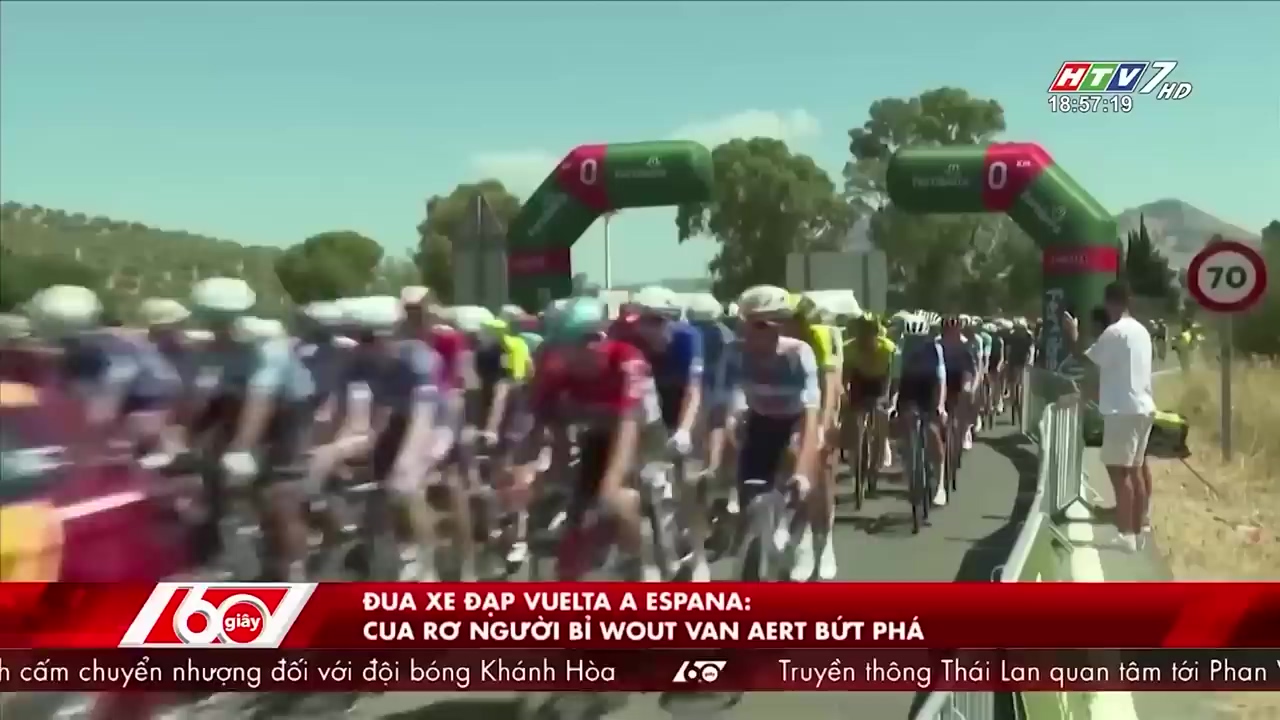 HTV7 HD
18:57:19
0
0 KM
70
60 giây
ĐUA XE ĐẠP VUELTA A ESPANA:
CUA RƠ NGƯỜI BỈ WOUT VAN AERT BỨT PHÁ
h cấm chuyển nhượng đối với đội bóng Khánh Hòa 60 giây Truyền thông Thái Lan quan tâm tới Phan V